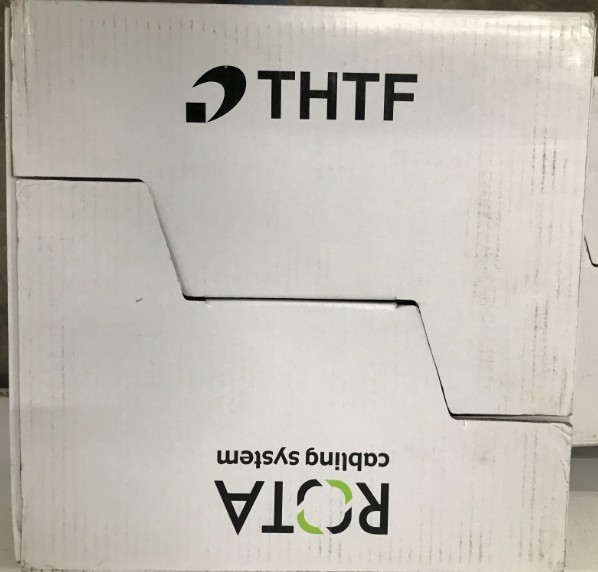 THTF
ROTA
cabling system